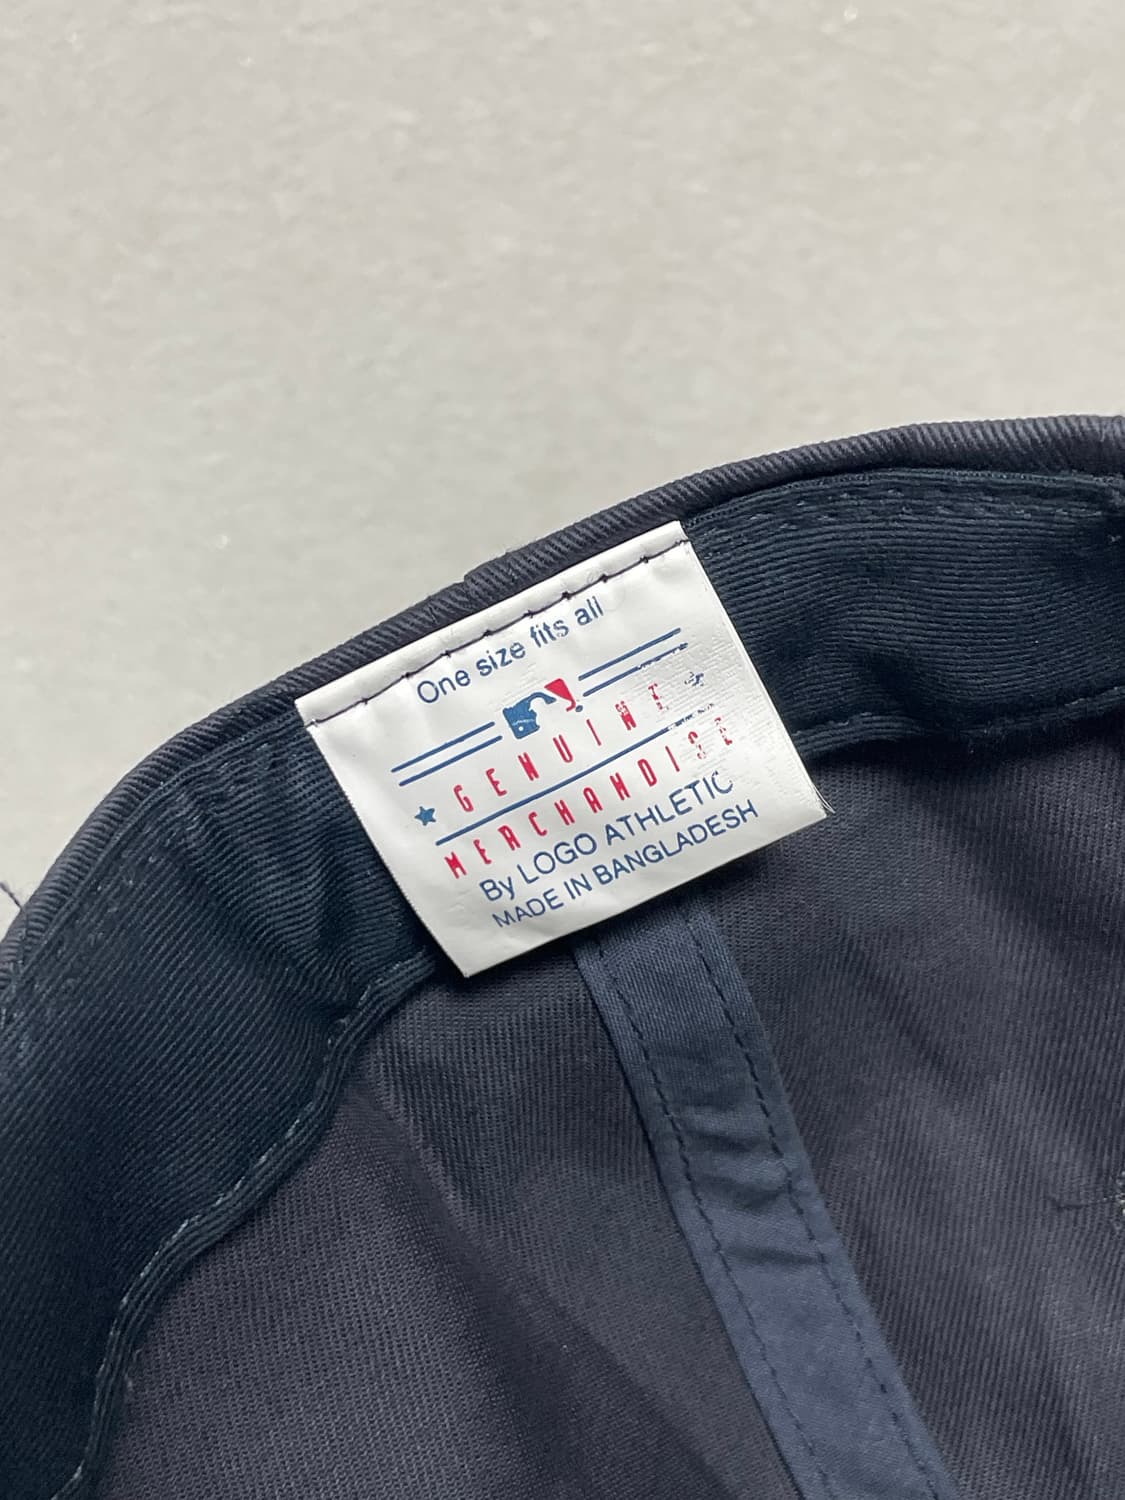 One size fits all
GENUINE
MERCHANDISE
By LOGO ATHLETIC
MADE IN BANGLADESH